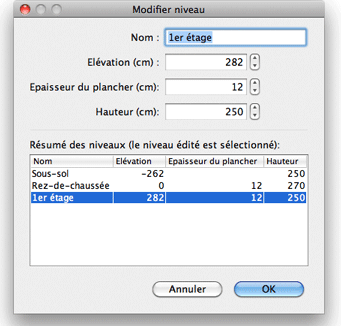 Modifier niveau
Nom : 1er étage
Elévation (cm) : 282
Epaisseur du plancher (cm): 12
Hauteur (cm): 250
Résumé des niveaux (le niveau édité est sélectionné):
Nom Elévation Epaisseur du plancher Hauteur
Sous-sol -262 250
Rez-de-chaussée 0 12 270
1er étage 282 12 250
Annuler OK